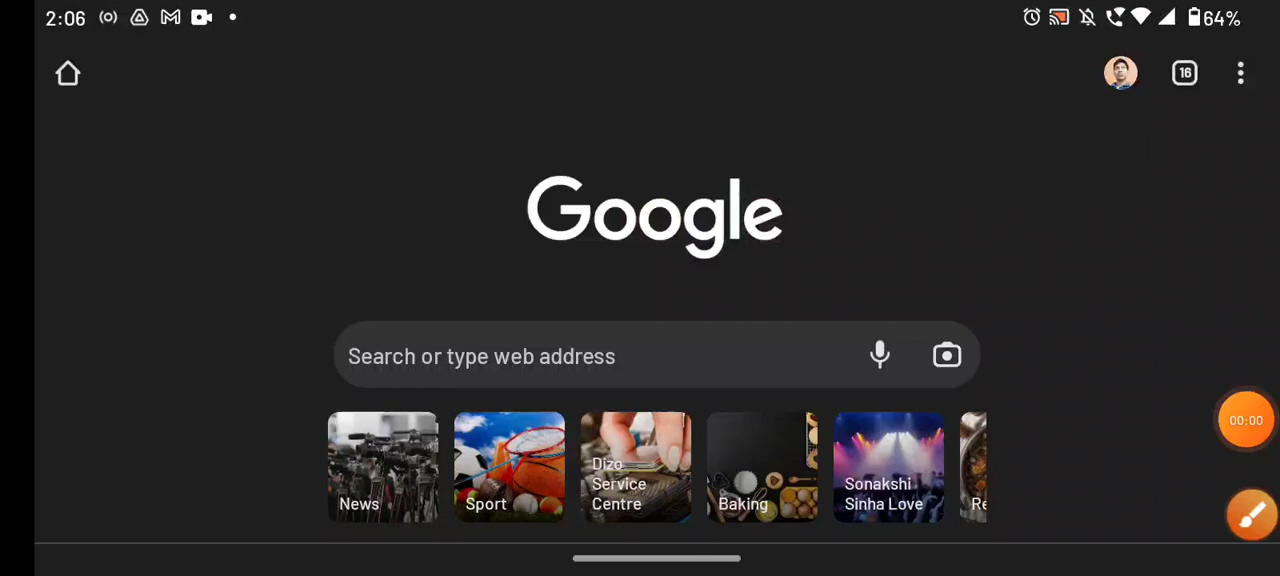 2:06 64%
16
Google
Search or type web address
00:00
News
Sport
Dizo
Service
Centre
Baking
Sonakshi
Sinha Love
Re